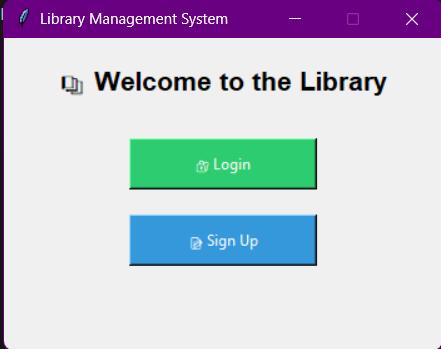 Library Management System
📚 Welcome to the Library
🔐 Login
📝 Sign Up